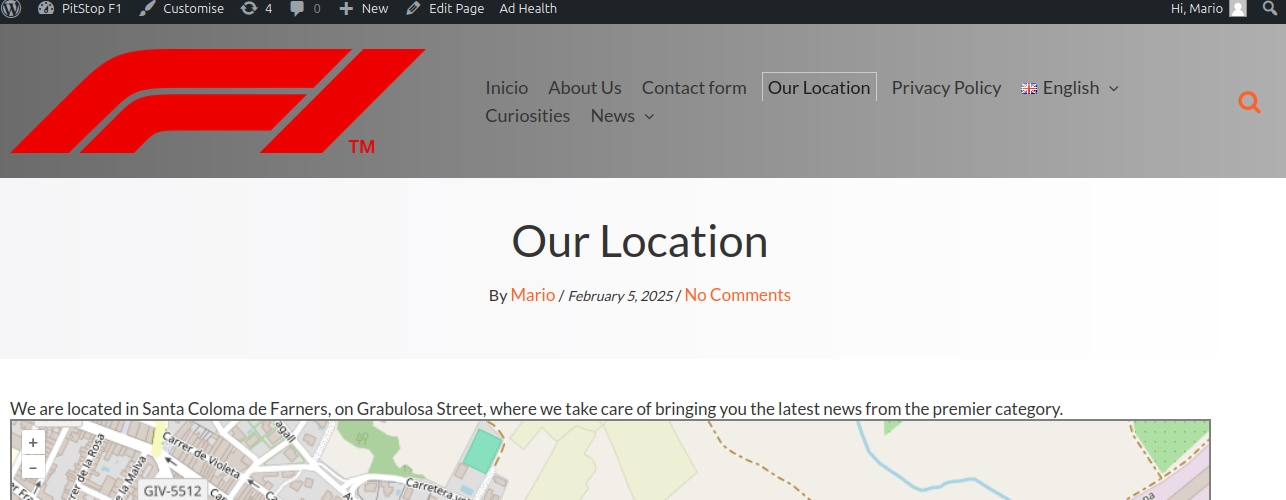 PitStop F1 Customise 4 0 New Edit Page Ad Health Hi, Mario
Inicio About Us Contact form Our Location Privacy Policy English
Curiosities News
TM
Our Location
By Mario / February 5, 2025 / No Comments
We are located in Santa Coloma de Farners, on Grabulosa Street, where we take care of bringing you the latest news from the premier category.
+
−
Carrer de Violeta
de la Rosa
de la Malva
GIV-5512
Carretera